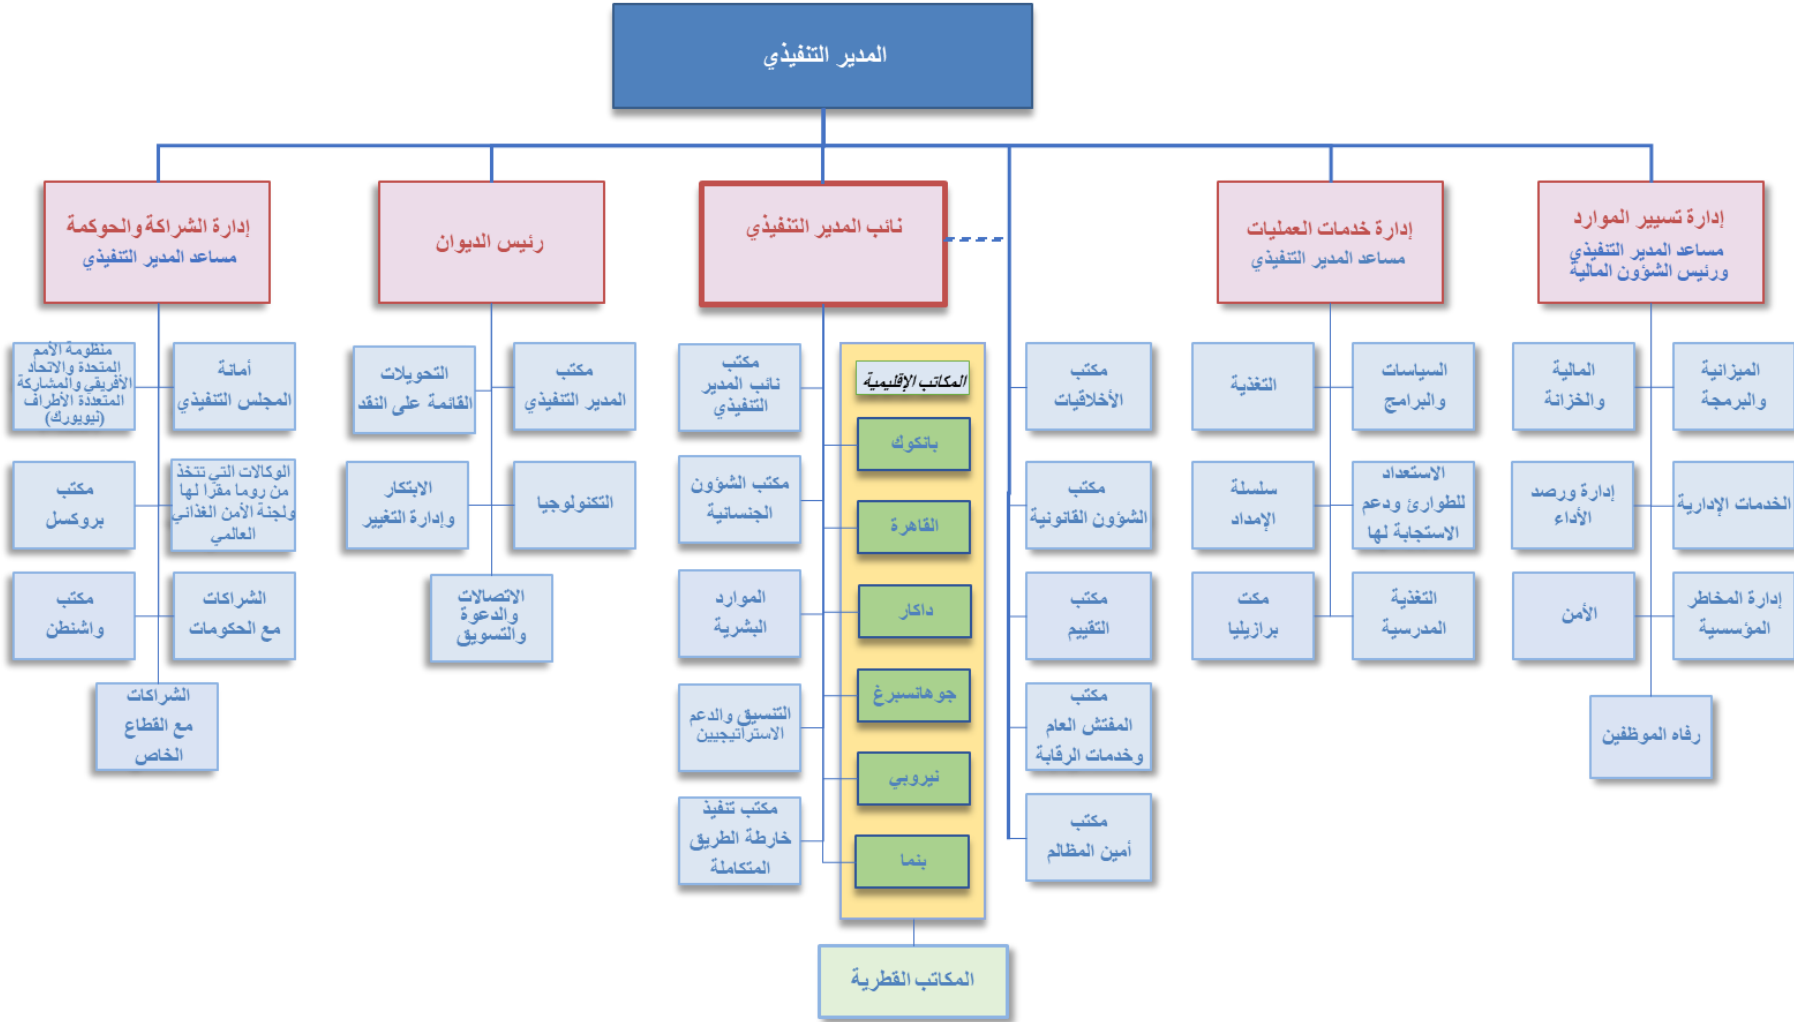 المدير التنفيذي
إدارة تسيير الموارد
مساعد المدير التنفيذي
ورئيس الشؤون المالية
إدارة خدمات العمليات
مساعد المدير التنفيذي
نائب المدير التنفيذي
رئيس الديوان
إدارة الشراكة والحوكمة
مساعد المدير التنفيذي
الميزانية
والبرمجة
المالية
والخزانة
الخدمات الإدارية
إدارة ورصد
الأداء
إدارة المخاطر
المؤسسية
الأمن
رفاه الموظفين
السياسات
والبرامج
التغذية
الاستعداد
للطوارئ ودعم
الاستجابة لها
سلسلة
الإمداد
التغذية
المدرسية
مكت
برازيليا
مكتب
الأخلاقيات
مكتب
الشؤون القانونية
مكتب
التقييم
مكتب
المفتش العام
وخدمات الرقابة
مكتب
أمين المظالم
المكاتب الإقليمية
بانكوك
القاهرة
داكار
جوهانسبرغ
نيروبي
بنما
المكاتب القطرية
مكتب
نائب المدير
التنفيذي
مكتب الشؤون
الجنسانية
الموارد
البشرية
التنسيق والدعم
الاستراتيجيين
مكتب تنفيذ
خارطة الطريق
المتكاملة
مكتب
المدير التنفيذي
التحويلات
القائمة على النقد
التكنولوجيا
الابتكار
وإدارة التغيير
الاتصالات
والدعوة
والتسويق
أمانة
المجلس التنفيذي
منظومة الأمم
المتحدة والاتحاد
الأفريقي والمشاركة
المتعددة الأطراف
(نيويورك)
الوكالات التي تتخذ
من روما مقرا لها
ولجنة الأمن الغذائي
العالمي
مكتب
بروكسل
الشراكات
مع الحكومات
مكتب
واشنطن
الشراكات
مع القطاع
الخاص